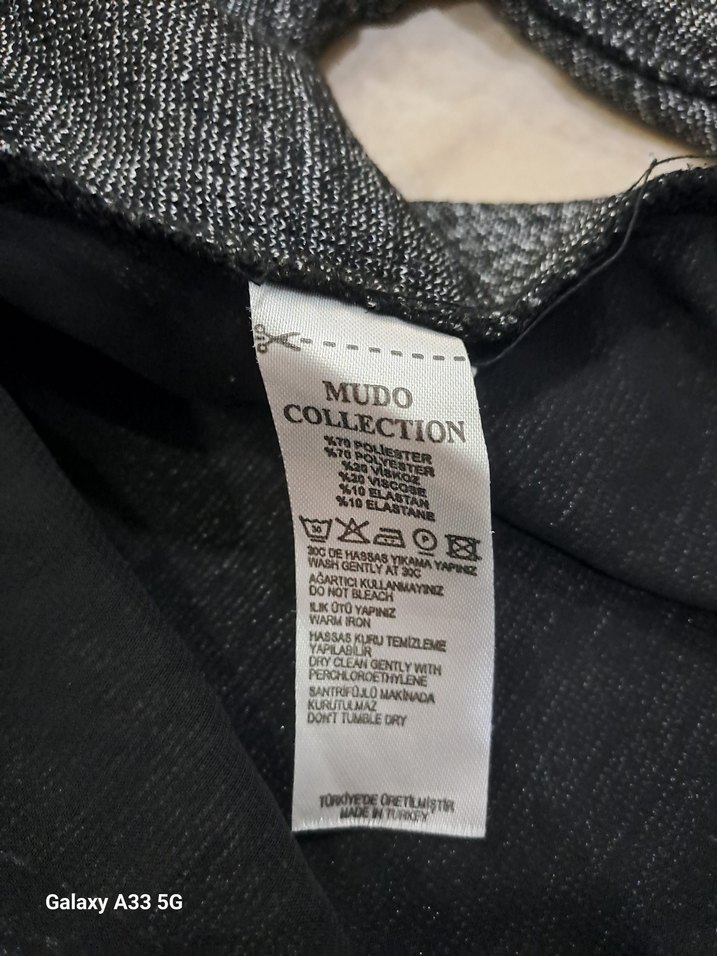 MUDO
COLLECTION
%70 POLİESTER
%70 POLYESTER
%20 VİSKOZ
%20 VISCOSE
%10 ELASTAN
%10 ELASTANE
30
P
30C DE HASSAS YIKAMA YAPINIZ
WASH GENTLY AT 30C
AĞARTICI KULLANMAYINIZ
DO NOT BLEACH
ILIK ÜTÜ YAPINIZ
WARM IRON
HASSAS KURU TEMİZLEME
YAPILABİLİR
DRY CLEAN GENTLY WITH
PERCHLOROETHYLENE
SANTRİFÜJLÜ MAKİNADA
KURUTULMAZ
DON'T TUMBLE DRY
TÜRKİYE'DE ÜRETİLMİŞTİR
MADE IN TURKEY
Galaxy A33 5G